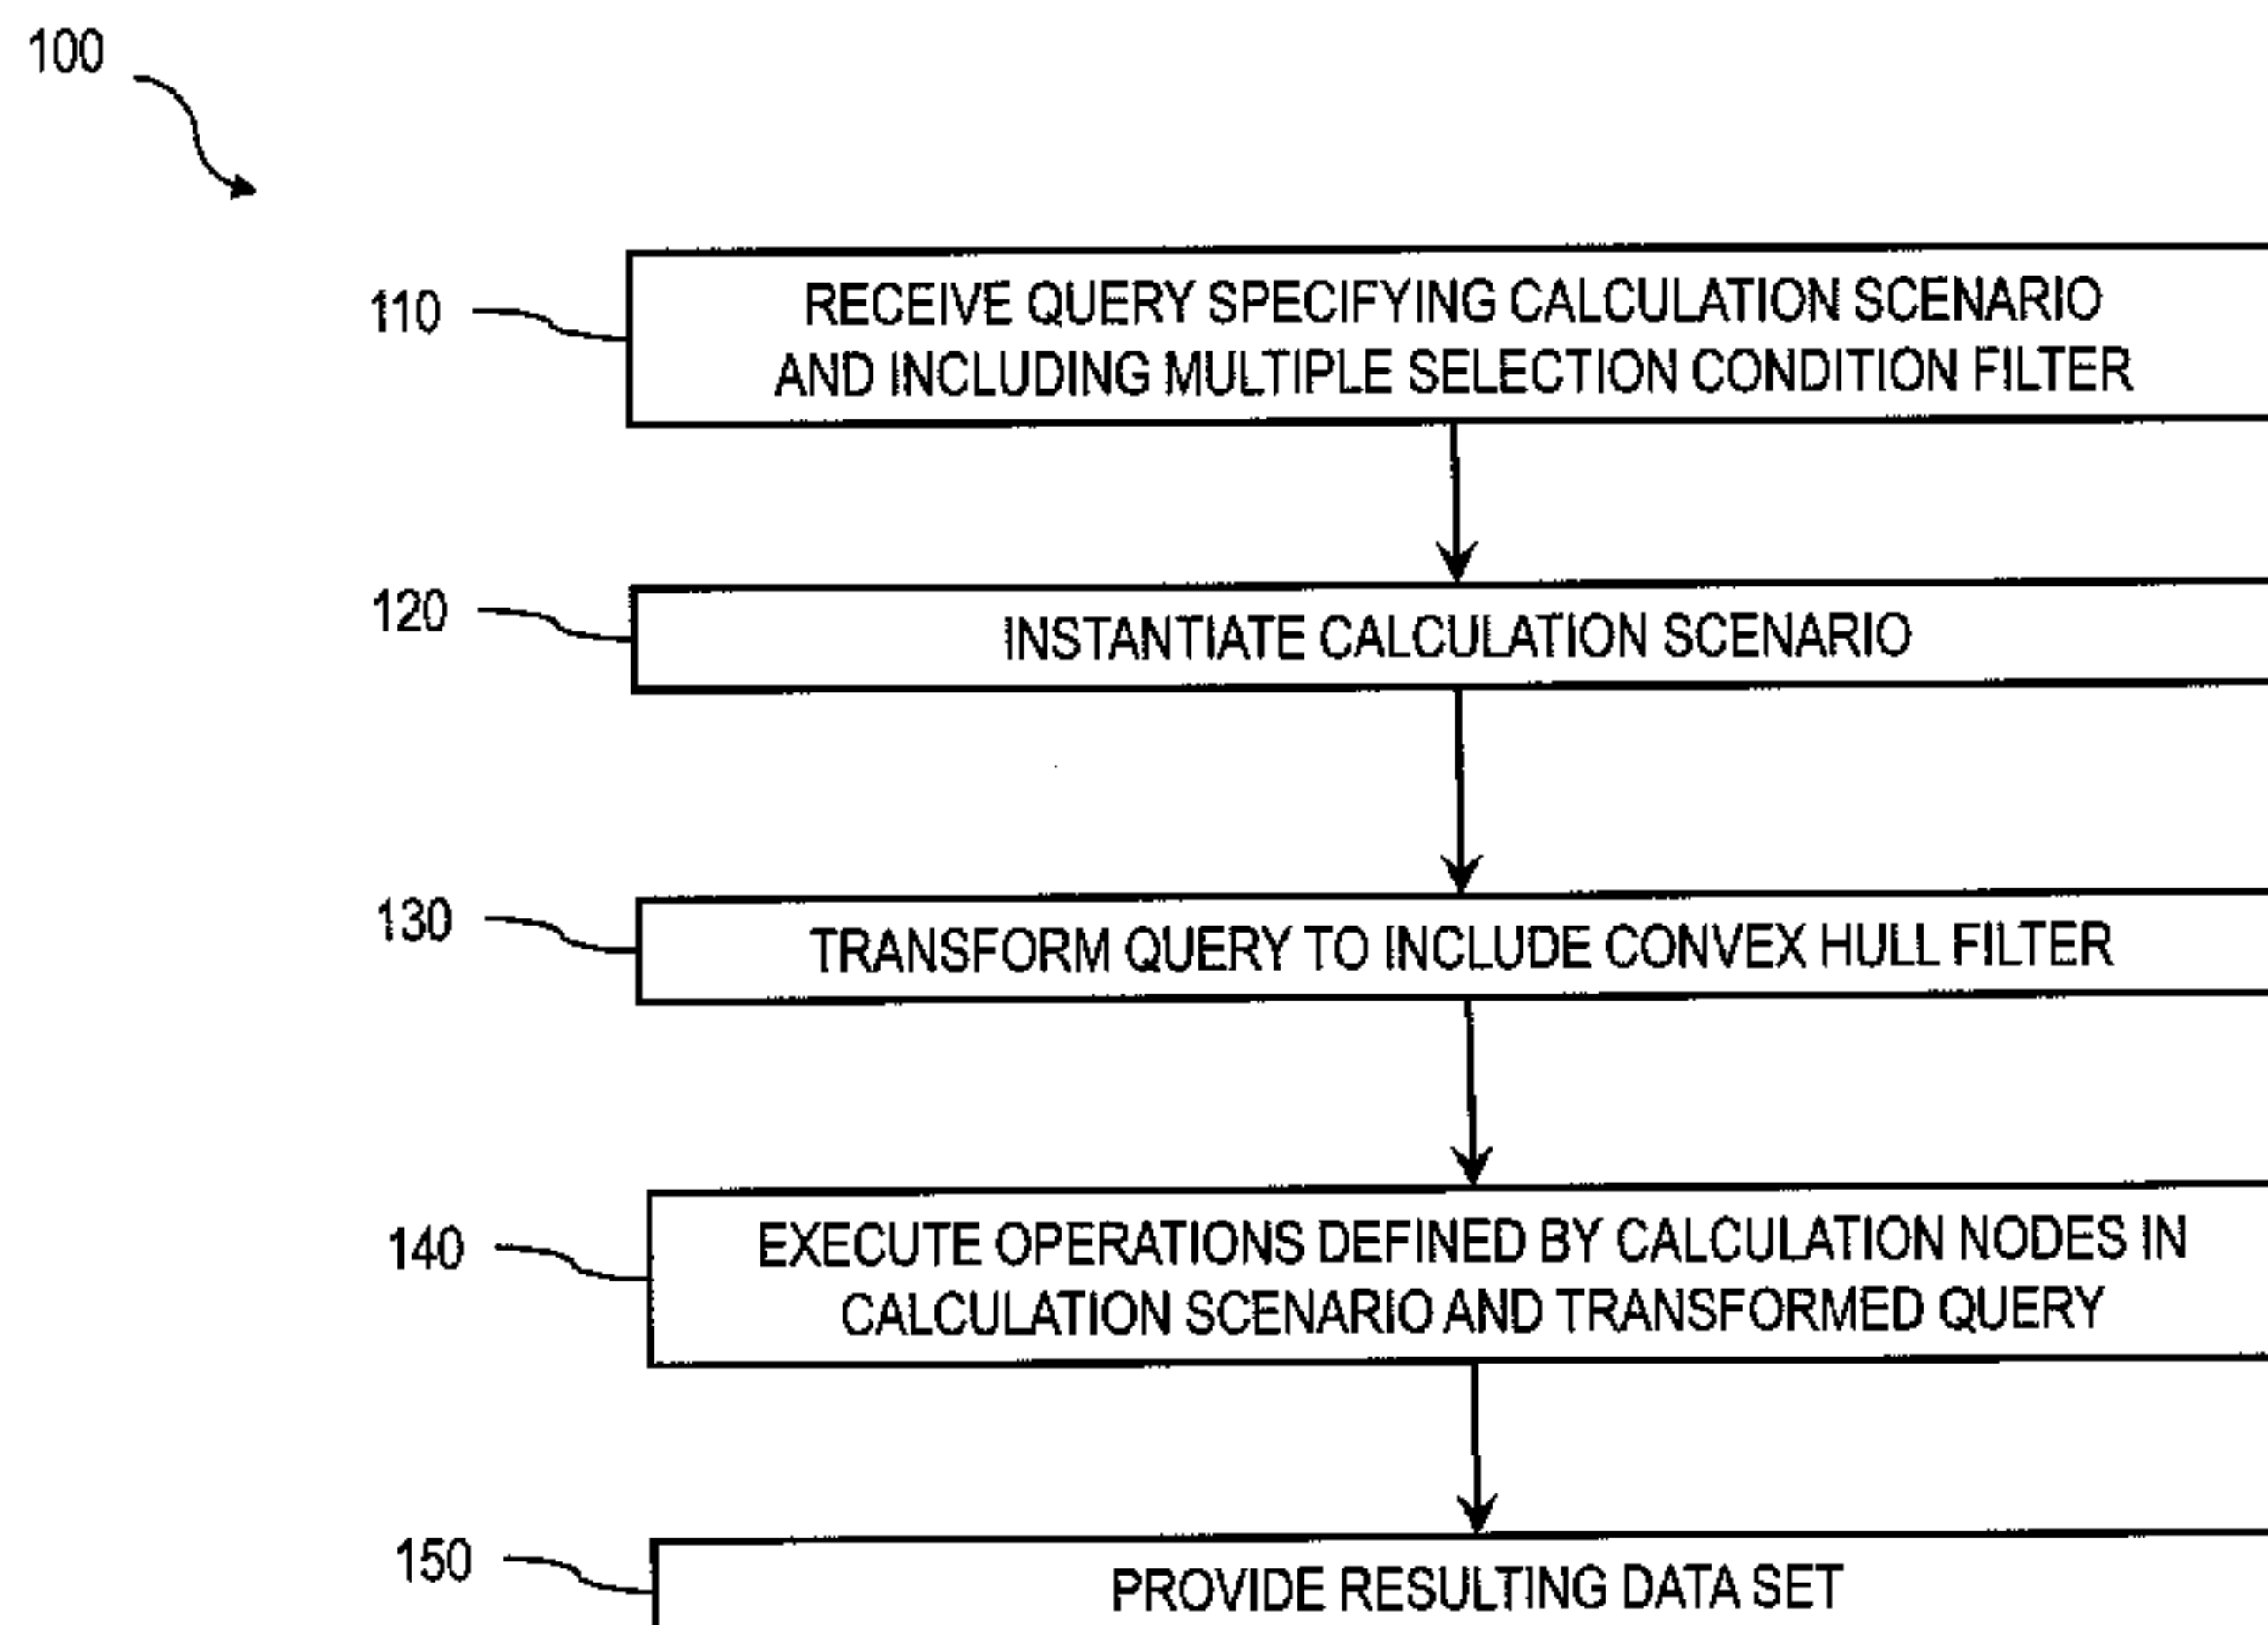 100
110
RECEIVE QUERY SPECIFYING CALCULATION SCENARIO
AND INCLUDING MULTIPLE SELECTION CONDITION FILTER
120
INSTANTIATE CALCULATION SCENARIO
130
TRANSFORM QUERY TO INCLUDE CONVEX HULL FILTER
140
EXECUTE OPERATIONS DEFINED BY CALCULATION NODES IN
CALCULATION SCENARIO AND TRANSFORMED QUERY
150
PROVIDE RESULTING DATA SET